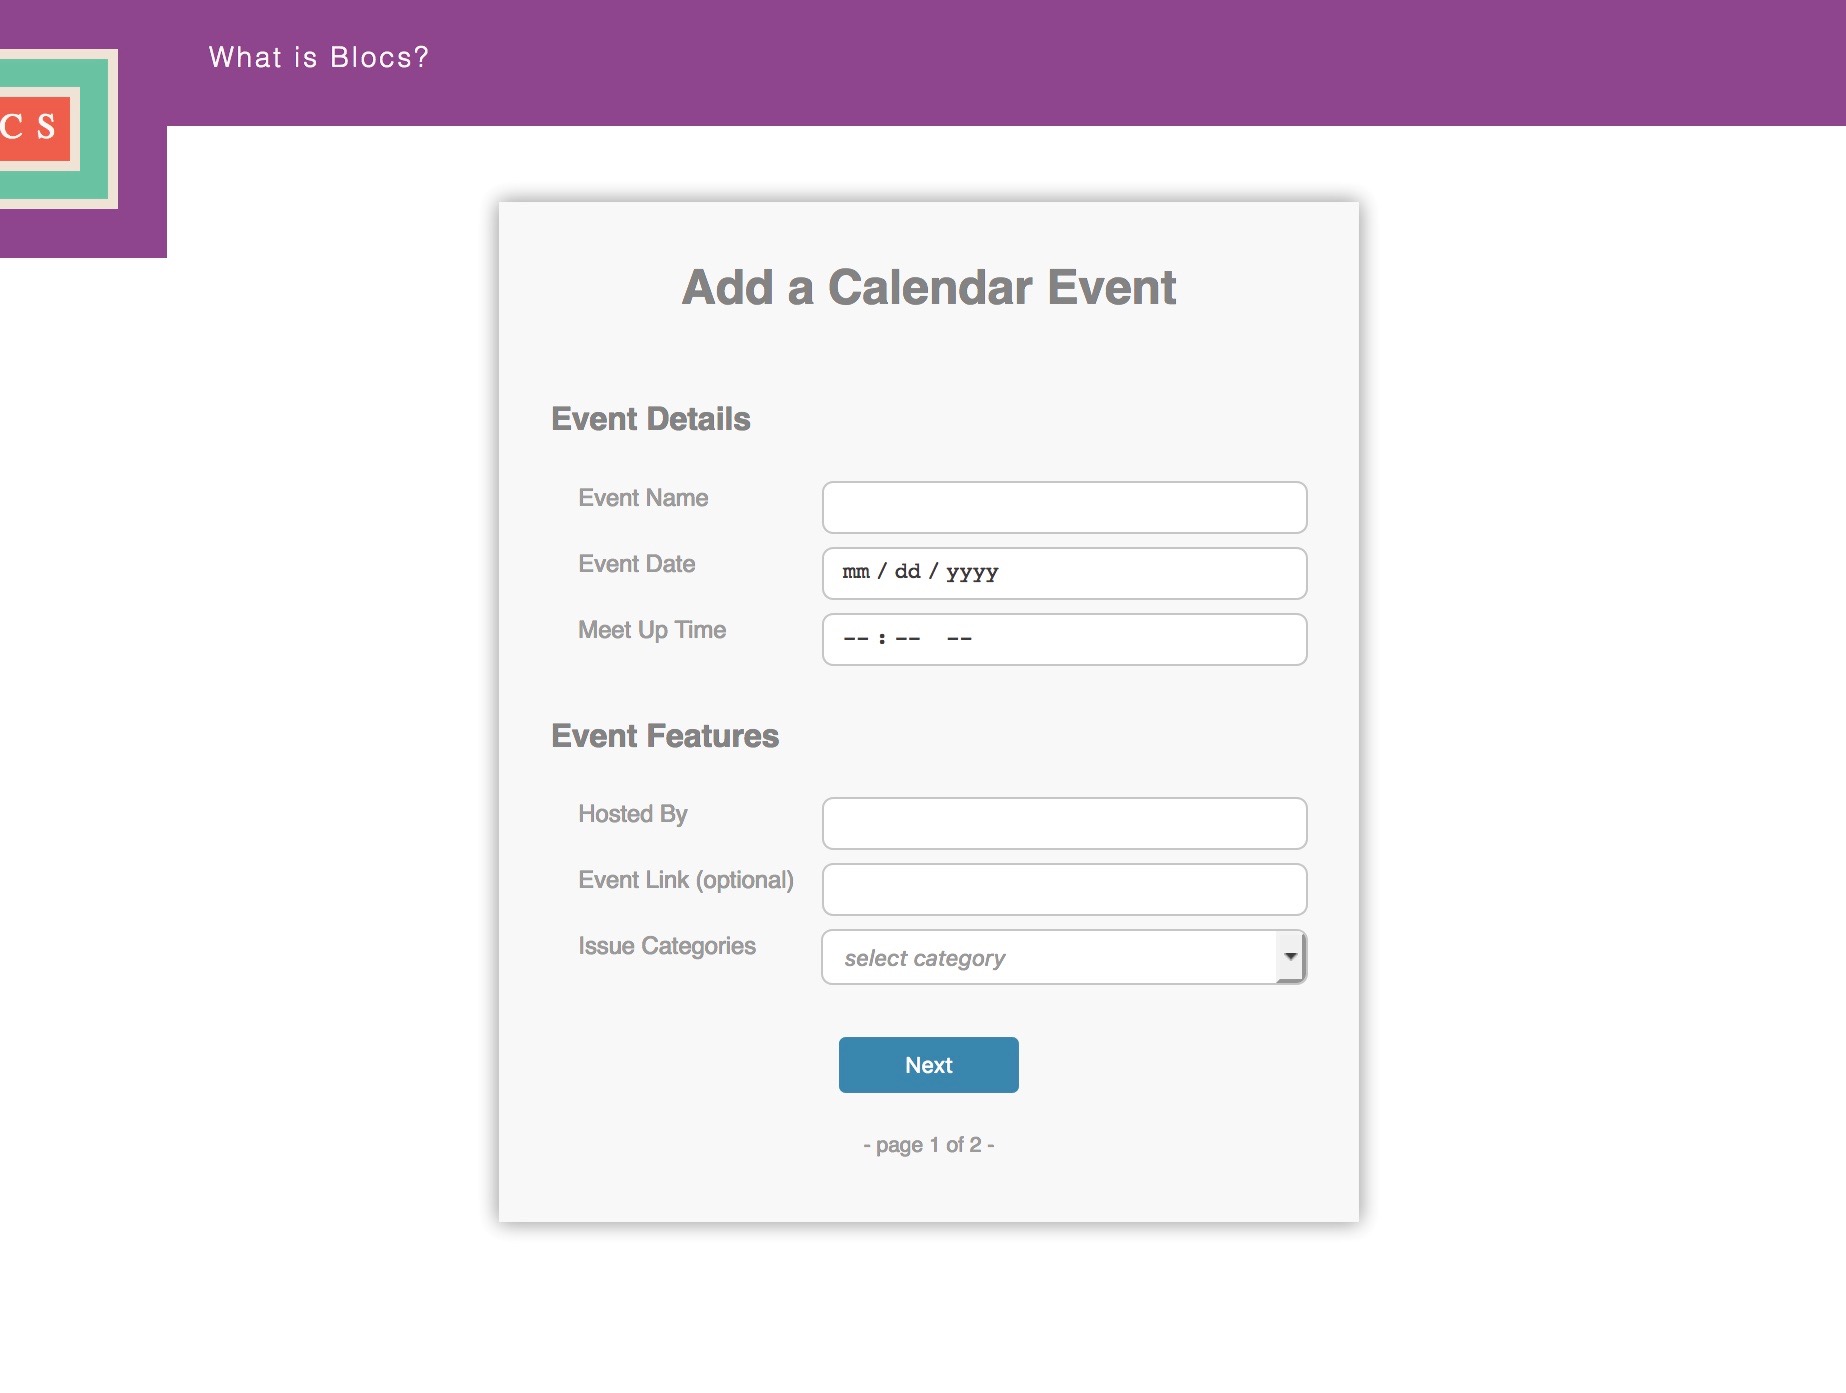 What is Blocs?
CS
Add a Calendar Event
Event Details
Event Name
Event Date
mm / dd / yyyy
Meet Up Time
-- : -- --
Event Features
Hosted By
Event Link (optional)
Issue Categories
select category
Next
- page 1 of 2 -